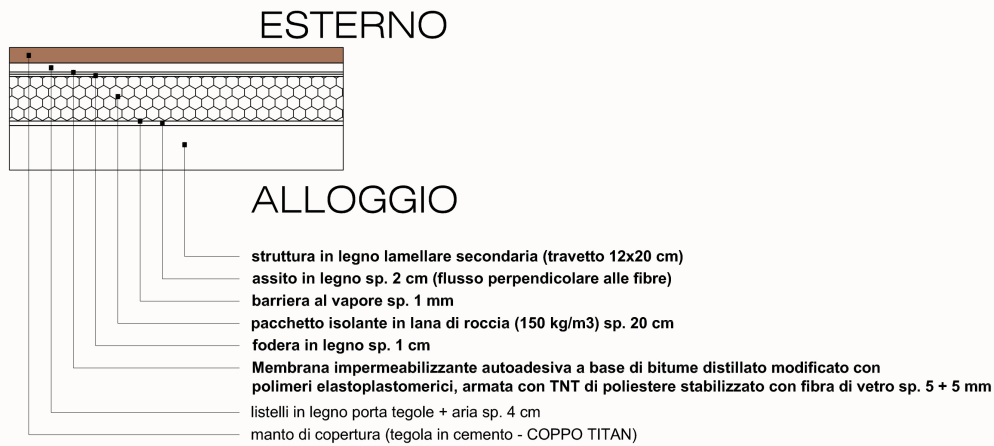 ESTERNO
ALLOGGIO
struttura in legno lamellare secondaria (travetto 12x20 cm)
assito in legno sp. 2 cm (flusso perpendicolare alle fibre)
barriera al vapore sp. 1 mm
pacchetto isolante in lana di roccia (150 kg/m3) sp. 20 cm
fodera in legno sp. 1 cm
Membrana impermeabilizzante autoadesiva a base di bitume distillato modificato con
polimeri elastoplastomerici, armata con TNT di poliestere stabilizzato con fibra di vetro sp. 5 + 5 mm
listelli in legno porta tegole + aria sp. 4 cm
manto di copertura (tegola in cemento - COPPO TITAN)